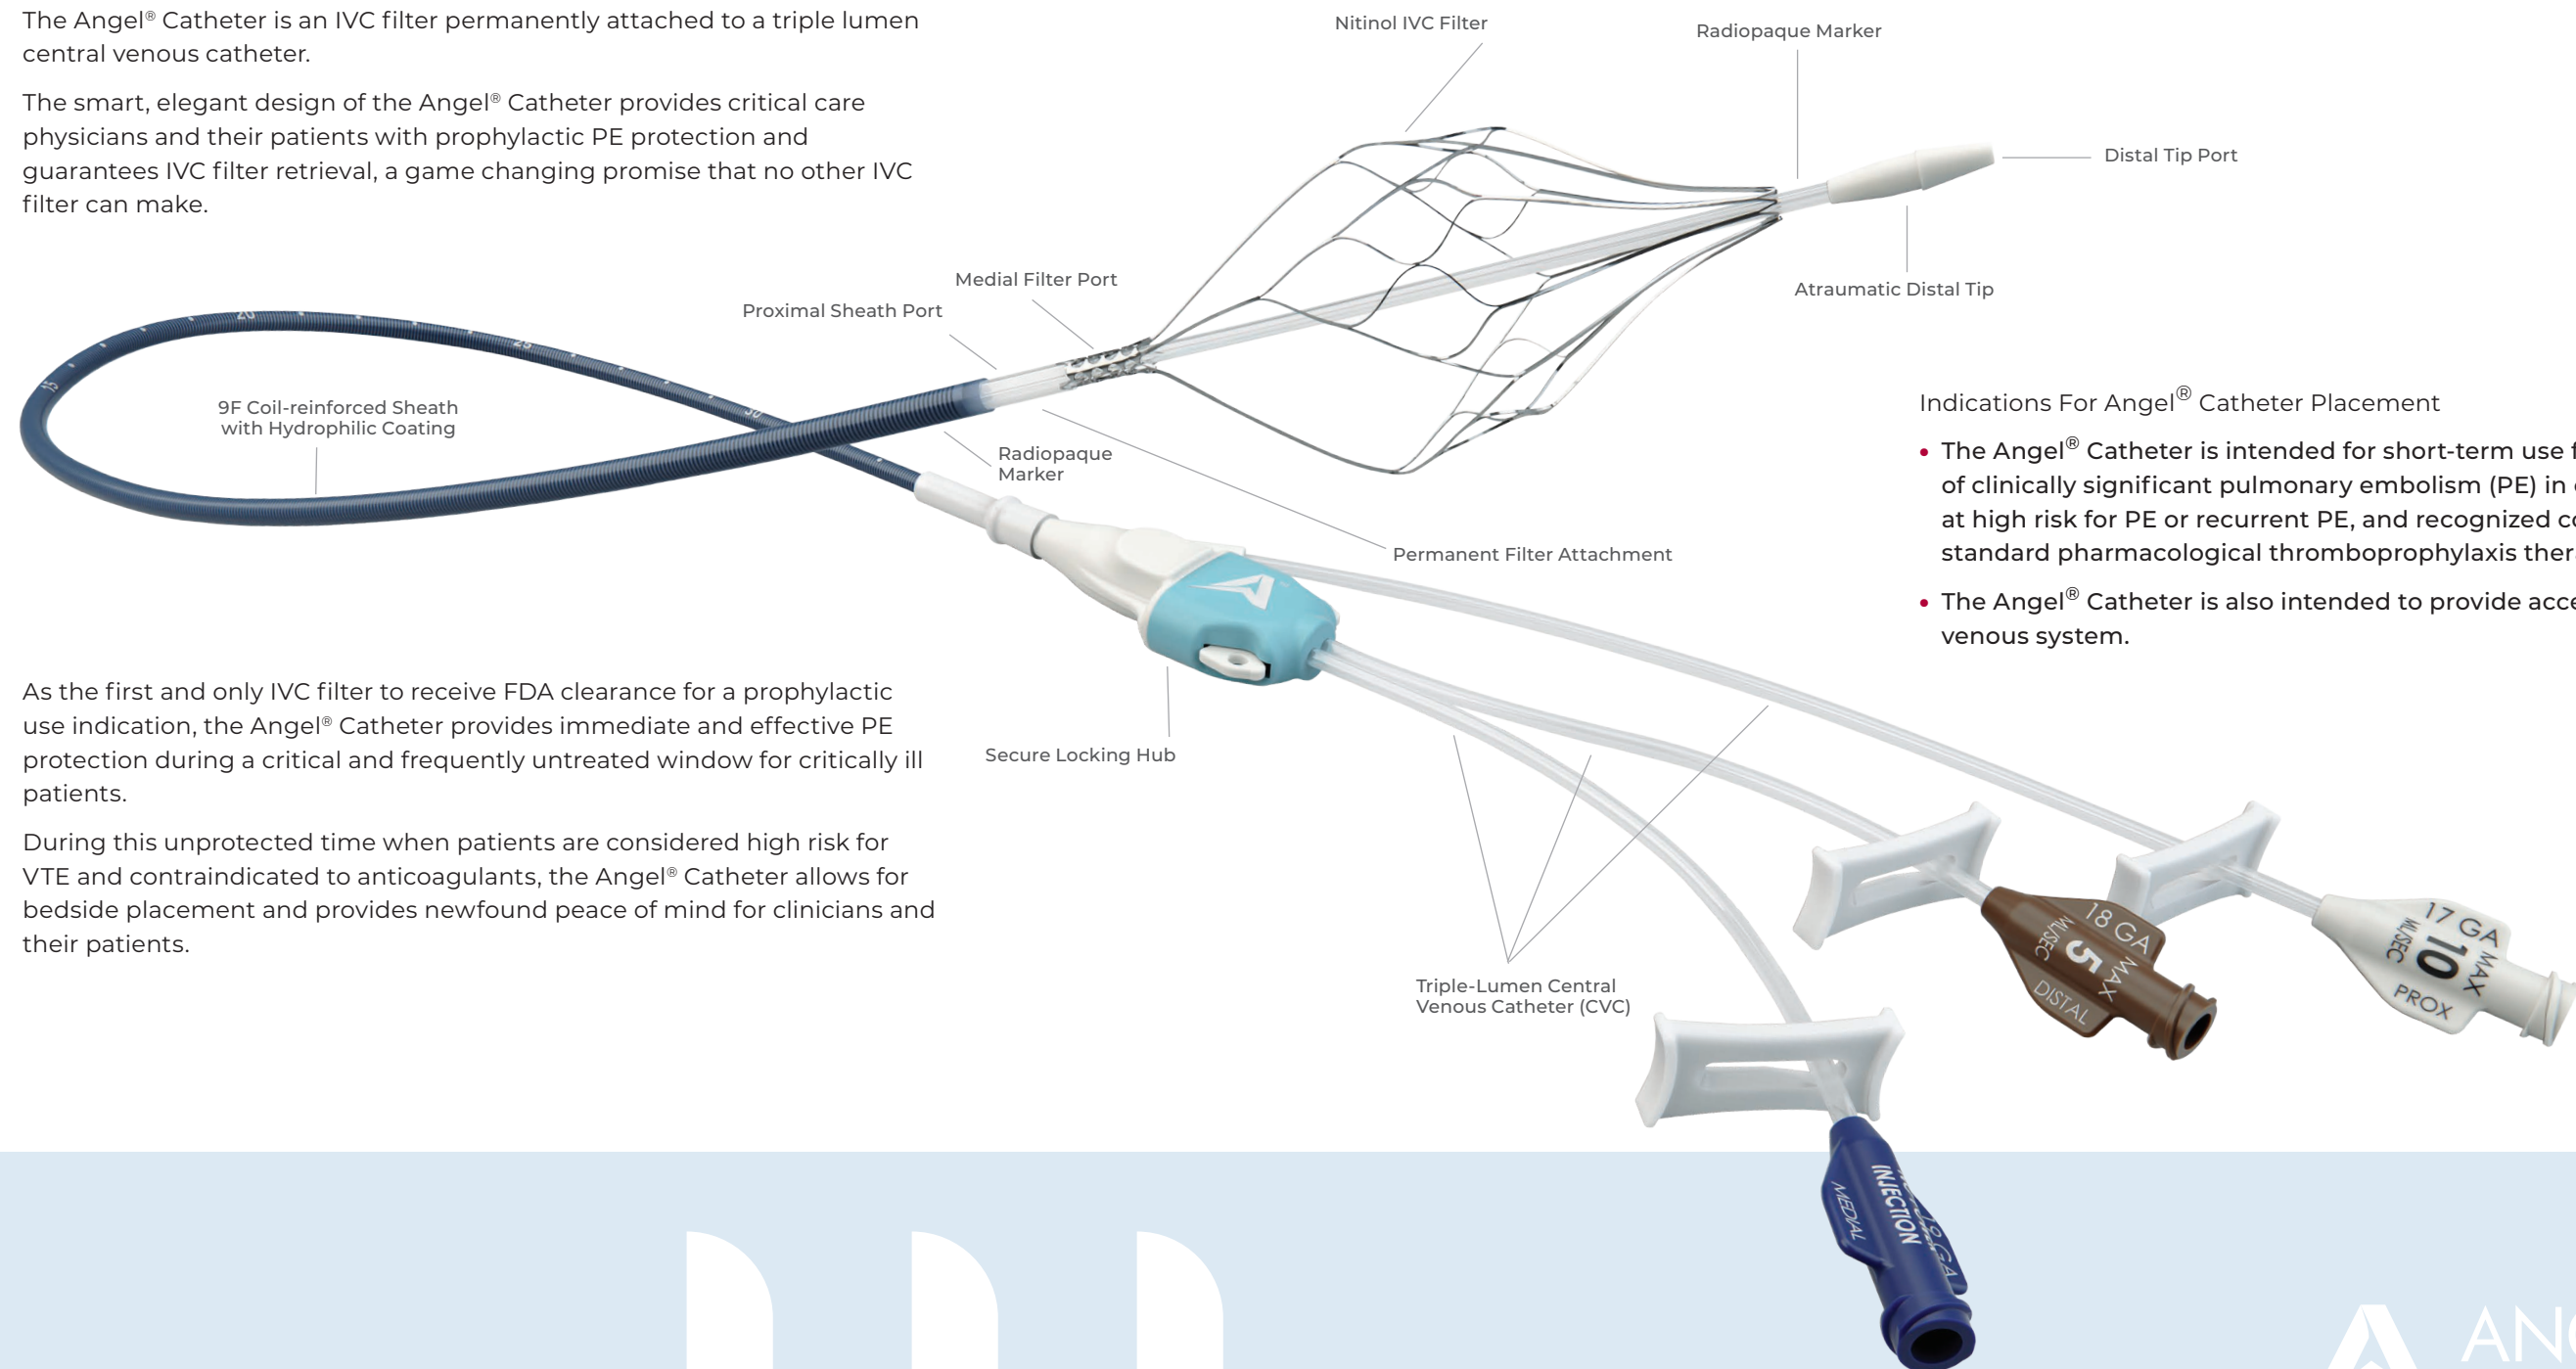 The Angel® Catheter is an IVC filter permanently attached to a triple lumen
central venous catheter.
The smart, elegant design of the Angel® Catheter provides critical care
physicians and their patients with prophylactic PE protection and
guarantees IVC filter retrieval, a game changing promise that no other IVC
filter can make.
Nitinol IVC Filter
Radiopaque Marker
Distal Tip Port
Atraumatic Distal Tip
Medial Filter Port
Proximal Sheath Port
20
25
15
30
9F Coil-reinforced Sheath
with Hydrophilic Coating
Radiopaque
Marker
Permanent Filter Attachment
Indications For Angel® Catheter Placement
• The Angel® Catheter is intended for short-term use
of clinically significant pulmonary embolism (PE) in
at high risk for PE or recurrent PE, and recognized
standard pharmacological thromboprophylaxis
• The Angel® Catheter is also intended to provide
venous system.
As the first and only IVC filter to receive FDA clearance for a prophylactic
use indication, the Angel® Catheter provides immediate and effective PE
protection during a critical and frequently untreated window for critically ill
patients.
During this unprotected time when patients are considered high risk for
VTE and contraindicated to anticoagulants, the Angel® Catheter allows for
bedside placement and provides newfound peace of mind for clinicians and
their patients.
Secure Locking Hub
Triple-Lumen Central
Venous Catheter (CVC)
18 GA
5 MAX
ML/SEC
DISTAL
17 GA
10 MAX
ML/SEC
PROX
INJECTION
MEDIAL